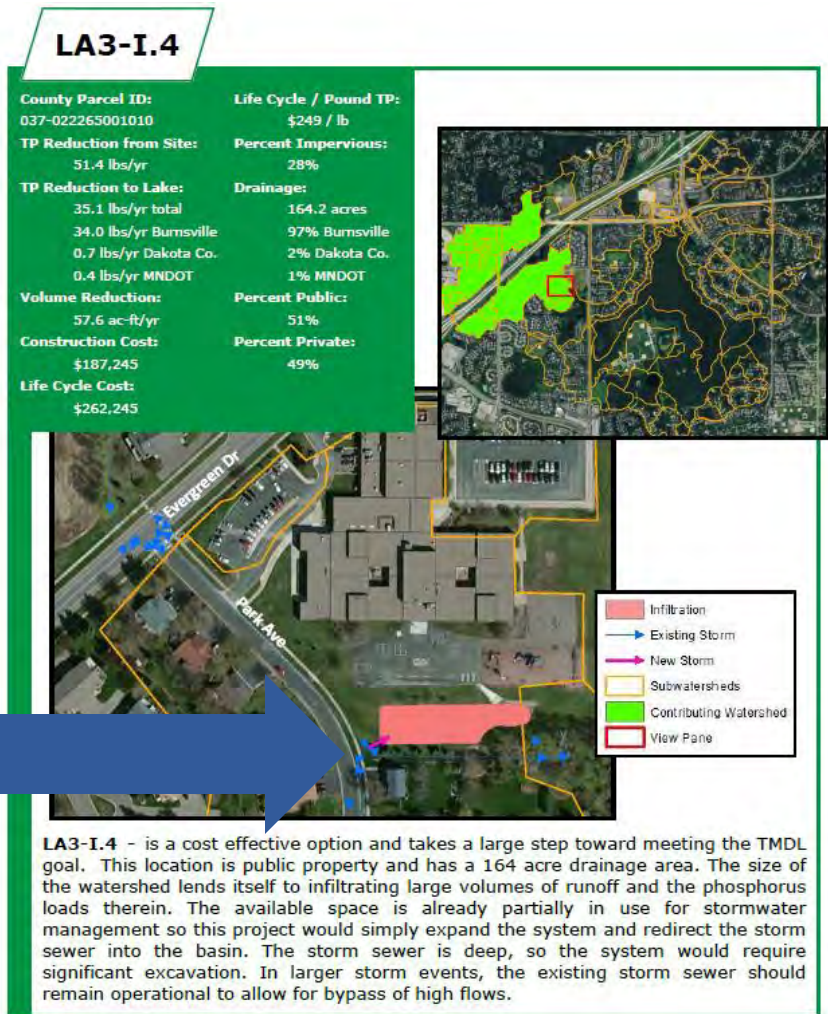 LA3-I.4
County Parcel ID:
037-022265001010
TP Reduction from Site:
51.4 lbs/yr
TP Reduction to Lake:
35.1 lbs/yr total
34.0 lbs/yr Burnsville
0.7 lbs/yr Dakota Co.
0.4 lbs/yr MNDOT
Volume Reduction:
57.6 ac-ft/yr
Construction Cost:
$187,245
Life Cycle Cost:
$262,245
Life Cycle / Pound TP:
$249 / lb
Percent Impervious:
28%
Drainage:
164.2 acres
97% Burnsville
2% Dakota Co.
1% MNDOT
Percent Public:
51%
Percent Private:
49%
Evergreen Dr
Park Ave
Infiltration
Existing Storm
New Storm
Subwatersheds
Contributing Watershed
View Pane
LA3-I.4 - is a cost effective option and takes a large step toward meeting the TMDL
goal. This location is public property and has a 164 acre drainage area. The size of
the watershed lends itself to infiltrating large volumes of runoff and the phosphorus
loads therein. The available space is already partially in use for stormwater
management so this project would simply expand the system and redirect the storm
sewer into the basin. The storm sewer is deep, so the system would require
significant excavation. In larger storm events, the existing storm sewer should
remain operational to allow for bypass of high flows.